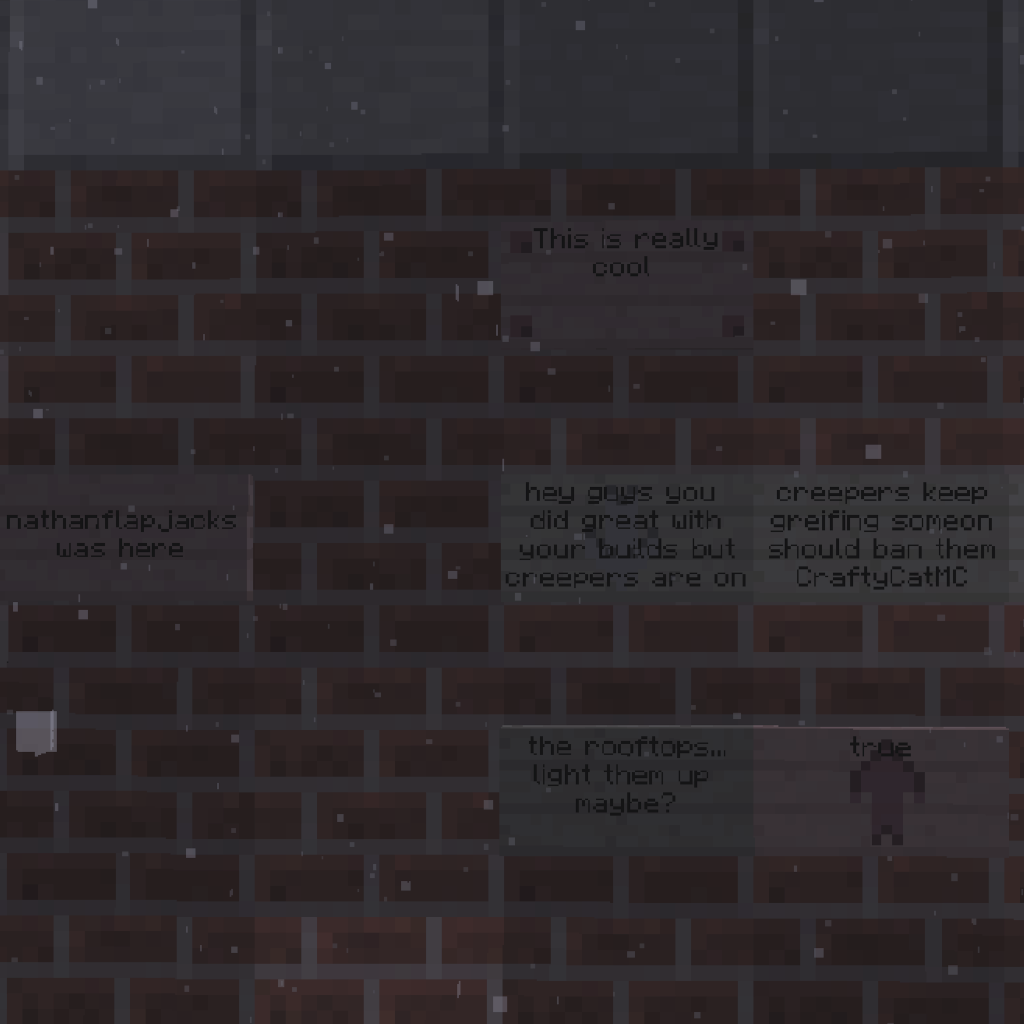 This is really
cool
nathanflapjacks
was here
hey guys you
did great with
your builds but
creepers are on
creepers keep
greifing someon
should ban them
CraftyCatMC
the rooftops...
light them up
maybe?
true